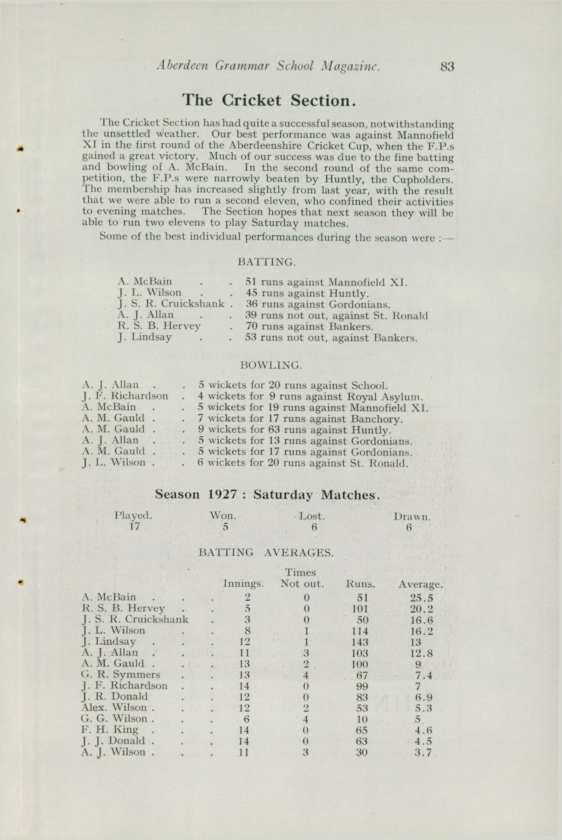 Aberdeen Grammar School Magazine. 83
The Cricket Section.
The Cricket Section has had quite a successful season, notwithstanding
the unsettled weather. Our best performance was against Mannofield
XI in the first round of the Aberdeenshire Cricket Cup, when the F.P.s
gained a great victory. Much of our success was due to the fine batting
and bowling of A. McBain. In the second round of the same com-
petition, the F.P.s were narrowly beaten by Huntly, the Cupholders.
The membership has increased slightly from last year, with the result
that we were able to run a second eleven, who confined their activities
to evening matches. The Section hopes that next season they will be
able to run two elevens to play Saturday matches.
Some of the best individual performances during the season were :—
BATTING.
A. McBain . . 51 runs against Mannofield XI.
J. L. Wilson . . 45 runs against Huntly.
J. S. R. Cruickshank . 36 runs against Gordonians.
A. J. Allan . . 39 runs not out, against St. Ronald
R. S. B. Hervey . 70 runs against Bankers.
J. Lindsay . . 53 runs not out, against Bankers.
BOWLING.
A. J. Allan . . 5 wickets for 20 runs against School.
J. F. Richardson . 4 wickets for 9 runs against Royal Asylum.
A. McBain . . 5 wickets for 19 runs against Mannofield XI.
A. M. Gauld . . 7 wickets for 17 runs against Banchory.
A. M. Gauld . . 9 wickets for 63 runs against Huntly.
A. J. Allan . . 5 wickets for 13 runs against Gordonians.
A. M. Gauld . . 5 wickets for 17 runs against Gordonians.
J. L. Wilson . . 6 wickets for 20 runs against St. Ronald.
Season 1927 : Saturday Matches.
Played. Won. Lost. Drawn.
17 5 6 6
BATTING AVERAGES.
Times
Innings. Not out. Runs. Average.
A. McBain . . . 2 0 51 25.5
R. S. B. Hervey . . 5 0 101 20.2
J. S. R. Cruickshank . 3 0 50 16.6
J. L. Wilson . . 8 1 114 16.2
J. Lindsay . . . 12 1 143 13
A. J. Allan . . . 11 3 103 12.8
A. M. Gauld . . . 13 2 100 9
G. R. Symmers . . 13 4 67 7.4
J. F. Richardson . . 14 0 99 7
J. R. Donald . . 12 0 83 6.9
Alex. Wilson . . . 12 2 53 5.3
G. G. Wilson . . . 6 4 10 5
F. H. King . . . 14 0 65 4.6
J. J. Donald . . . 14 0 63 4.5
A. J. Wilson . . . 11 3 30 3.7